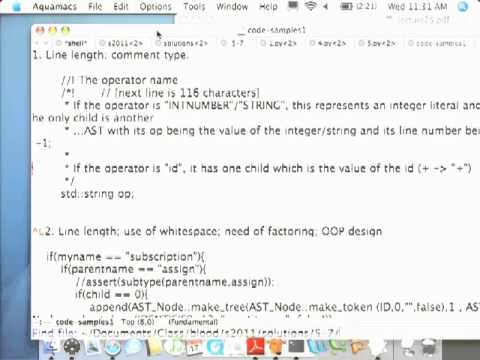 Aquamacs File Edit Options Tools Window Help (2:21) Wed 11:31 AM
lecture26.pdf
code-samples1
*shell* s2011<2> solutions<2> 5-7 1.py<2> 4.py<2> 5.py<2> code-samples1
1. Line length; comment type.
//! The operator name
/*! // [next line is 116 characters]
* If the operator is "INTNUMBER"/"STRING", this represents an integer literal and
he only child is another
* ...AST with its op being the value of the integer/string and its line number bei
-1;
*
* If the operator is "id", it has one child which is the value of the id (+ -> "+")
*/
std::string op;
^L2. Line length; use of whitespace; need of factoring; OOP design
if(myname == "subscription"){
if(parentname == "assign"){
//assert(subtype(parentname,assign));
if(child == 0){
append(AST_Node::make_tree(AST_Node::make_token (ID,0,"",false),1 , AS
-:--- code-samples1 Top (8,0) (Fundamental)
Find file: ~/Documents/Class/blood/s2011/solutions/5-7/